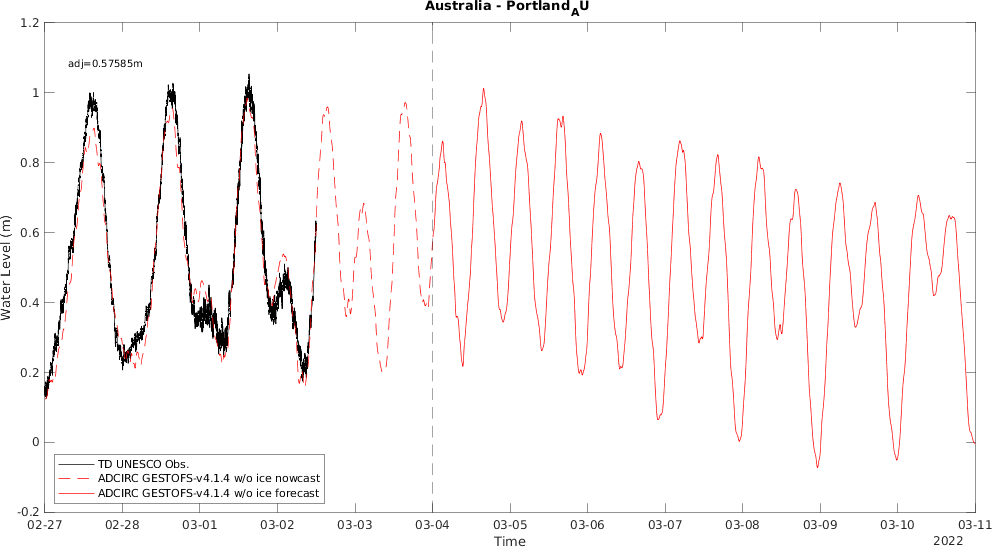 Australia - Portland_AU
1.2
1
0.8
0.6
0.4
0.2
0
-0.2
Water Level (m)
adj=0.57585m
TD UNESCO Obs.
ADCIRC GESTOFS-v4.1.4 w/o ice nowcast
ADCIRC GESTOFS-v4.1.4 w/o ice forecast
02-27 02-28 03-01 03-02 03-03 03-04 03-05 03-06 03-07 03-08 03-09 03-10 03-11
Time
2022